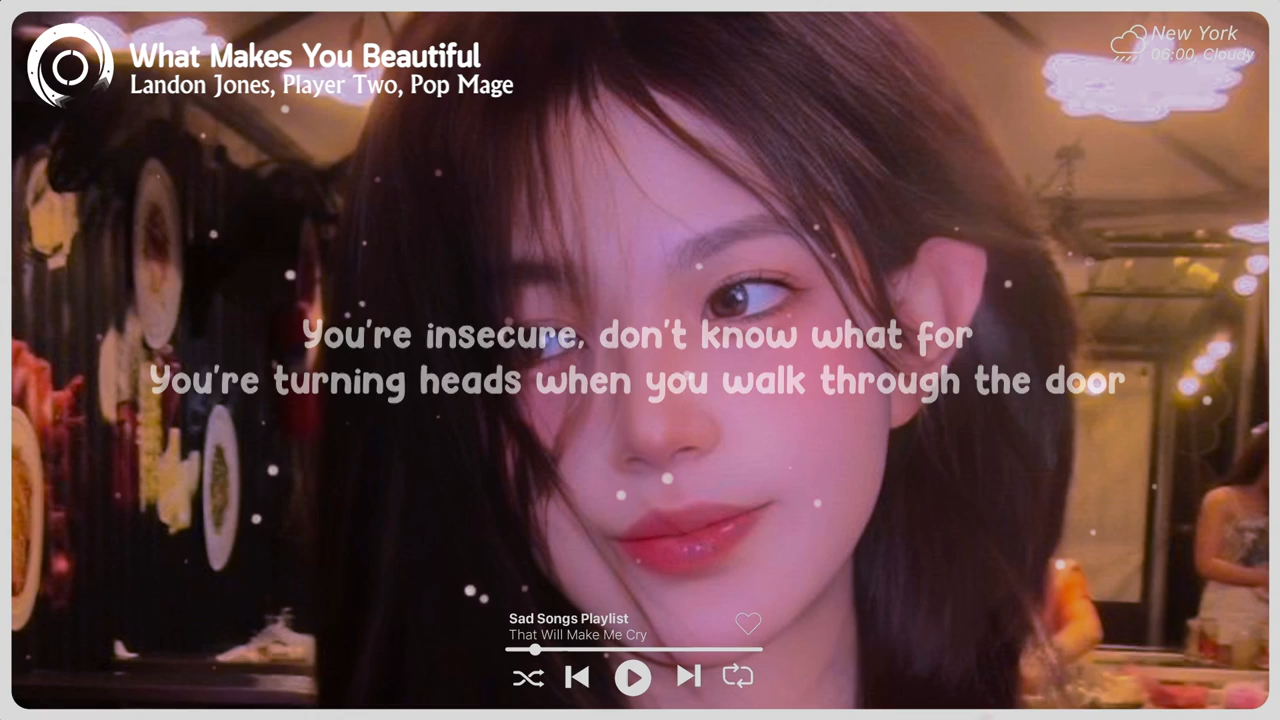 What Makes You Beautiful
Landon Jones, Player Two, Pop Mage
New York
06:00, Cloudy
You're insecure, don't know what for
You're turning heads when you walk through the door
Sad Songs Playlist
That Will Make Me Cry